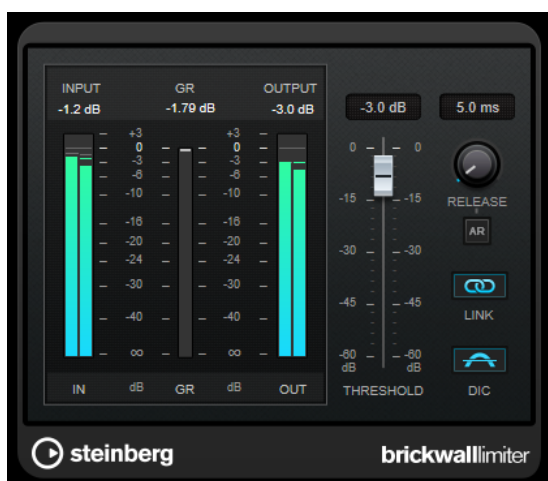 INPUT GR OUTPUT
-1.2 dB -1.79 dB -3.0 dB -3.0 dB 5.0 ms
+3 +3
0 0 0 0
-3 -3
-6 -6
-10 -10
-15 -15 RELEASE
-16 -16
AR
-20 -20
-24 -24 -30 -30
-30 -30
-45 -45 LINK
-40 -40
∞ ∞ -60 -60
dB dB
IN dB GR dB OUT THRESHOLD DIC
steinberg brickwalllimiter